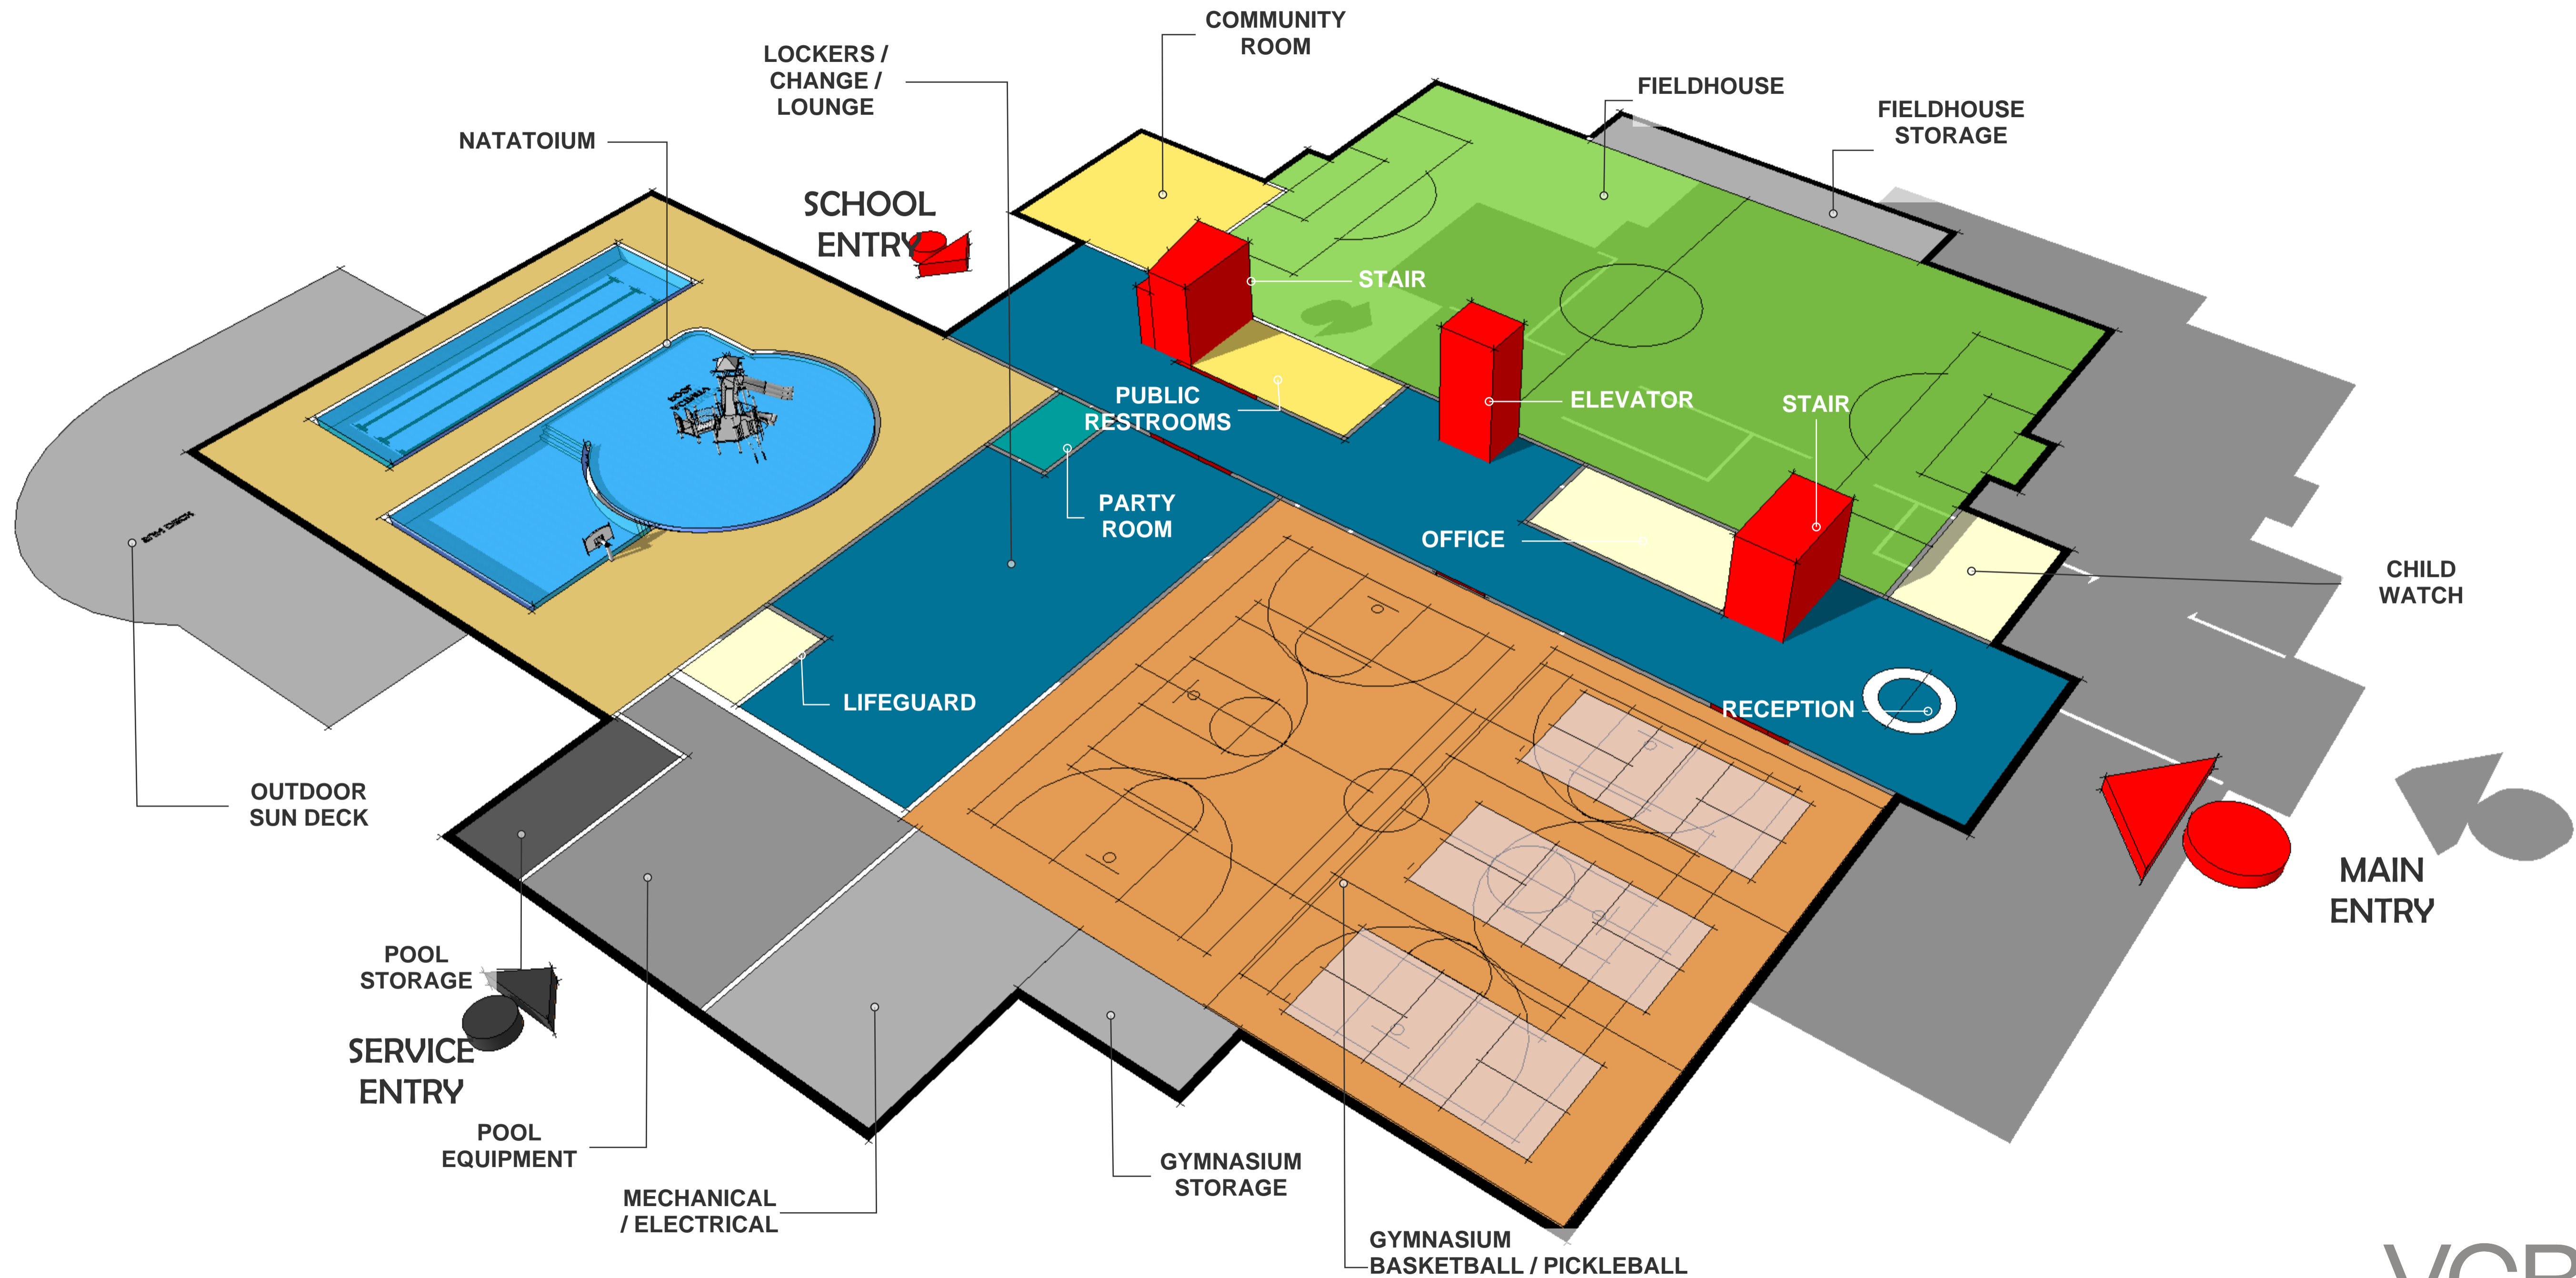 COMMUNITY
ROOM
LOCKERS /
CHANGE /
LOUNGE
FIELDHOUSE
FIELDHOUSE
STORAGE
NATATOIUM
SCHOOL
ENTRY
STAIR
PUBLIC
RESTROOMS
ELEVATOR
STAIR
PARTY
ROOM
OFFICE
CHILD
WATCH
SUN DECK
LIFEGUARD
RECEPTION
OUTDOOR
SUN DECK
MAIN
ENTRY
POOL
STORAGE
SERVICE
ENTRY
POOL
EQUIPMENT
GYMNASIUM
STORAGE
MECHANICAL
/ ELECTRICAL
GYMNASIUM
BASKETBALL / PICKLEBALL